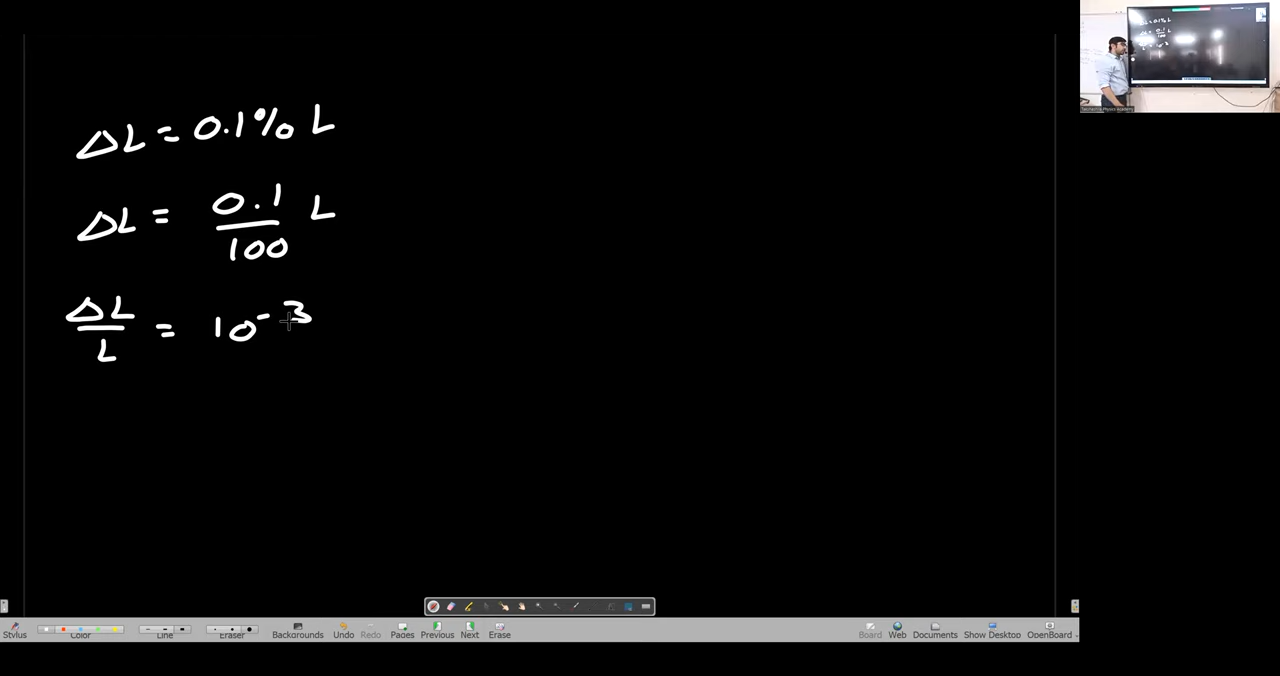 ΔL = 0.1% L
ΔL = 0.1/100 L
ΔL/L = 10⁻³
Stylus
Color
Line
Eraser
Backgrounds
Undo
Redo
Pages
Previous
Next
Erase
Board
Web
Documents
Show Desktop
OpenBoard